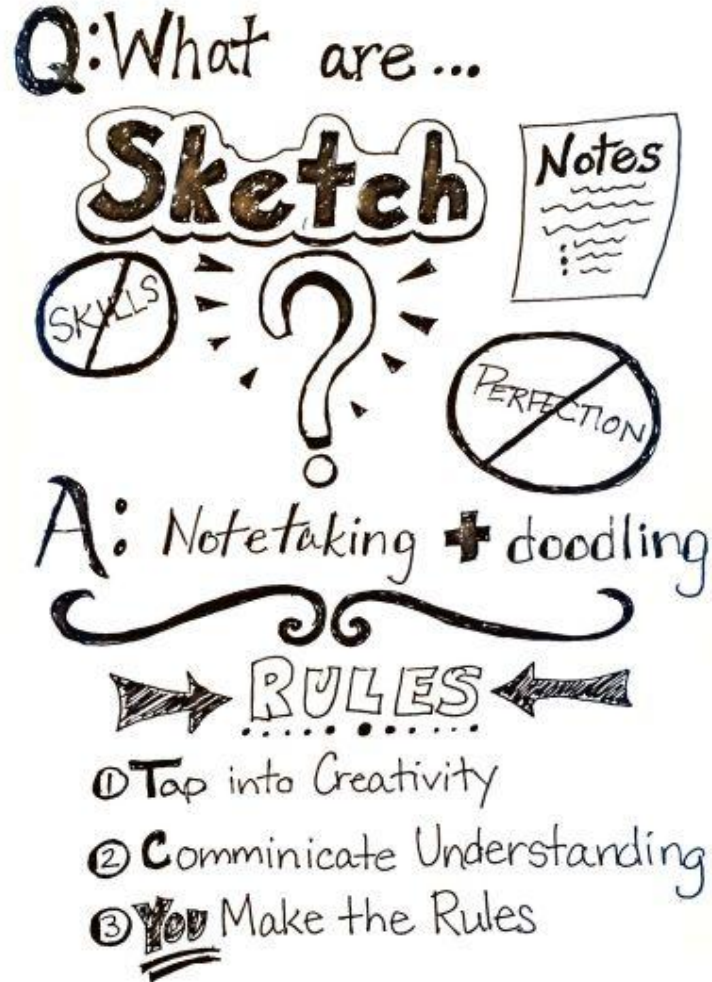 Q: What are...
Sketch
Notes
SKILLS
?
PERFECTION
A: Notetaking + doodling
RULES
① Tap into Creativity
② Comminicate Understanding
③ You Make the Rules